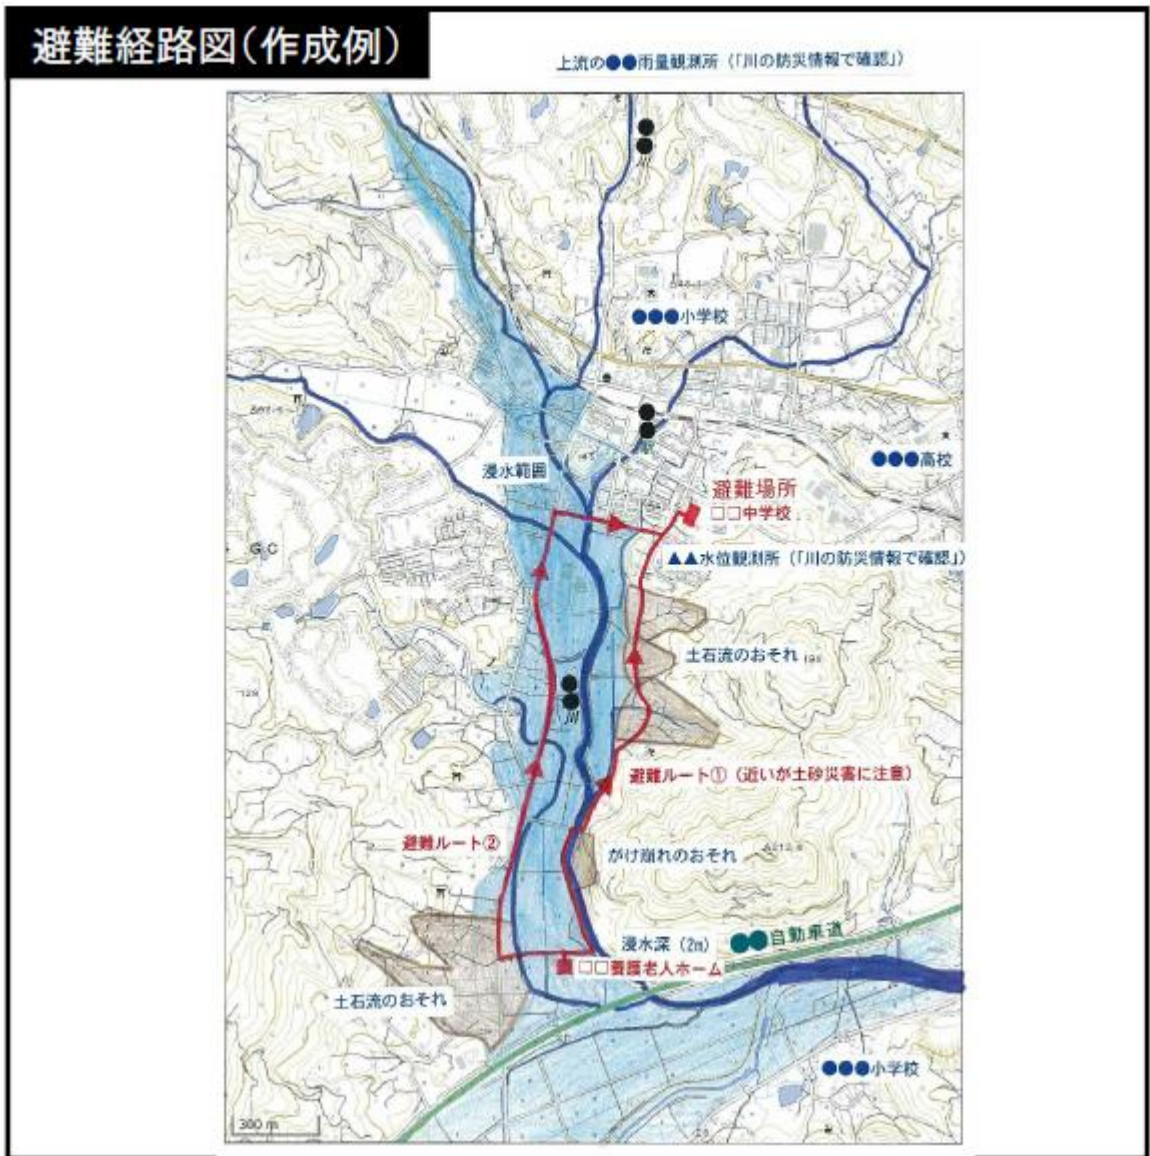 避難経路図(作成例)
上流の●●雨量観測所(「川の防災情報で確認」)
●●川
●●●小学校
●●
●●●高校
浸水範囲
避難場所
□□中学校
GC
▲▲水位観測所(「川の防災情報で確認」)
土石流のおそれ
●●川
避難ルート①(近いが土砂災害に注意)
避難ルート②
がけ崩れのおそれ
浸水深(2m)
●●自動車道
□□養護老人ホーム
土石流のおそれ
●●●小学校
300 m